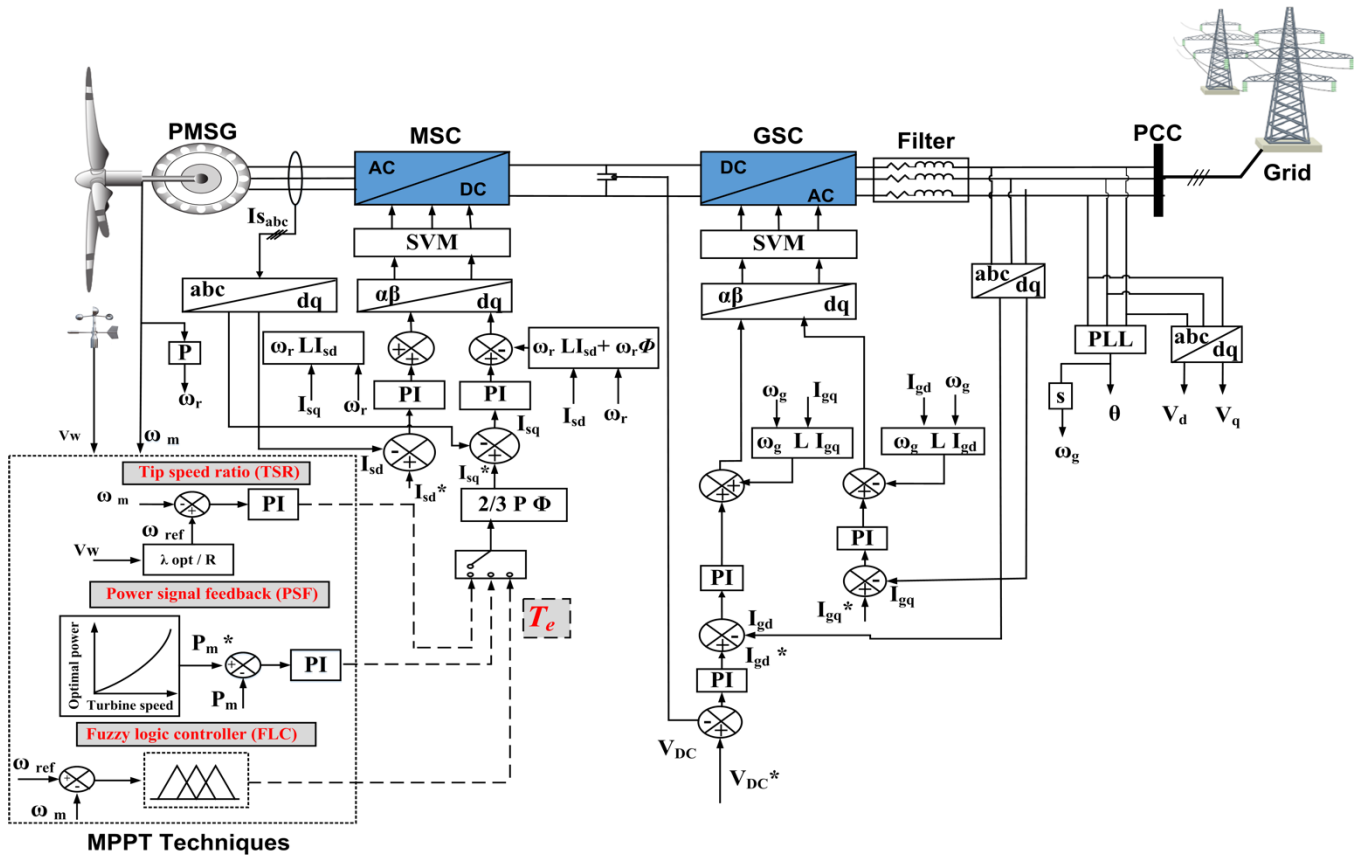 PMSG
MSC
GSC
Filter
PCC
Grid
AC
DC
DC
AC
Is_abc
SVM
SVM
abc
dq
αβ
dq
αβ
dq
abc
dq
PLL
abc
dq
P
ω_r
ω_r LI_sd
I_sq
ω_r
+
+
-
+
ω_r LI_sd + ω_r Φ
I_sd
ω_r
PI
PI
I_sq
s
θ
V_d
V_q
ω_g
Vw
ω_m
I_sd
-
+
I_sd*
-
+
I_sq*
ω_g
I_gq
ω_g L I_gq
I_gd
ω_g
ω_g L I_gd
Tip speed ratio (TSR)
ω_m
-
+
PI
ω_ref
Vw
λ opt / R
2/3 P Φ
+
+
-
+
PI
PI
-
+
I_gq
I_gq*
Power signal feedback (PSF)
T_e
Optimal power
Turbine speed
P_m*
+
-
P_m
PI
I_gd
-
+
I_gd*
PI
Fuzzy logic controller (FLC)
-
+
V_DC
V_DC*
ω_ref
+
-
ω_m
MPPT Techniques